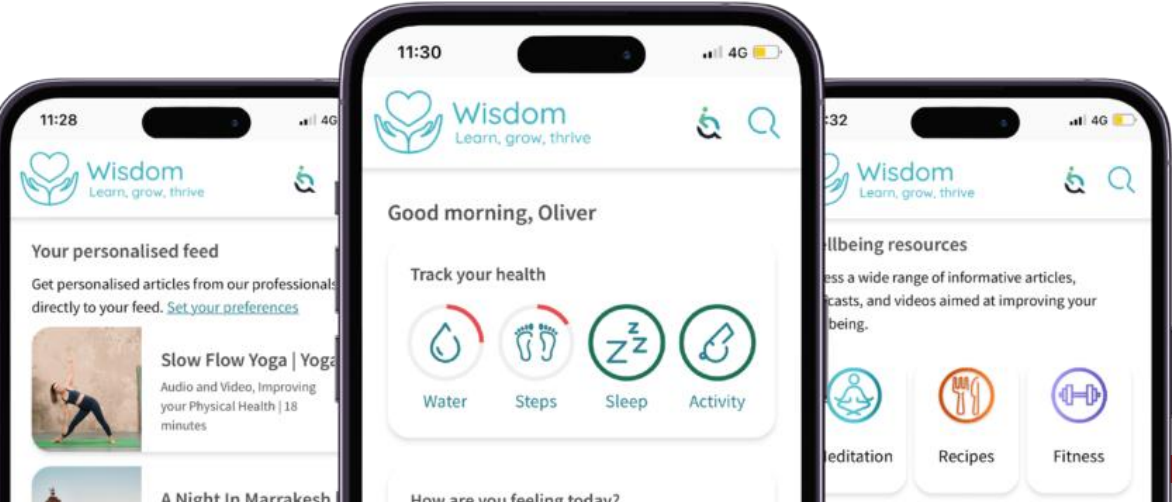 11:28
4G
Wisdom
Learn, grow, thrive
Your personalised feed
Get personalised articles from our professionals
directly to your feed. Set your preferences
Slow Flow Yoga | Yoga
Audio and Video, Improving
your Physical Health | 18
minutes
A Night In Marrakesh |
11:30
4G
Wisdom
Learn, grow, thrive
Good morning, Oliver
Track your health
Water
Steps
Sleep
Activity
How are you feeling today?
:32
4G
Wisdom
Learn, grow, thrive
llbeing resources
ess a wide range of informative articles,
casts, and videos aimed at improving your
being.
editation
Recipes
Fitness